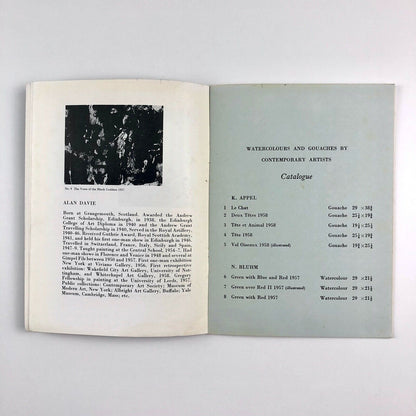 No. 9 The Voice of the Black Goddess 1957.
ALAN DAVIE
Born at Grangemouth, Scotland. Awarded the Andrew
Grant Scholarship, Edinburgh, in 1938, the Edinburgh
College of Art Diploma in 1940 and the Andrew Grant
Travelling Scholarship in 1940, Served in the Royal Artillery,
1940-46. Received Guthrie Award, Royal Scottish Academy,
1941, and held his first one-man show in Edinburgh in 1946
Travelled in Switzerland, France, Italy, Sicily and Spain,
1947-9. Taught painting at the Central School, 1954-7. Had
one-man shows in Florence and Venice in 1948 and several at
Gimpel Fils between 1950 and 1957. First one-man exhibition
New York at Viviano Gallery, 1956. First retrospective
exhibition: Wakefield City Art Gallery, University of Not-
tingham, and Whitechapel Art Gallery, 1958. Gregory
Fellowship in painting at the University of Leeds, 1957.
Public collections: Contemporary Art Society; Museum of
Modern Art, New York; Albright Art Gallery, Buffalo; Yale
Museum, Cambridge, Mass; etc.
WATERCOLOURS AND GOUACHES BY
CONTEMPORARY ARTISTS
Catalogue
K. APPEL
1 Le Chat Gouache 29 ×
2 Deux Têtes 1958 Gouache
3 Tête et Animal 1958 Gouache
4 Tête 1958 Gouache
5 Vol Oiseaux 1958 (illustrated) Gouache
N. BLUHM
6 Green with Blue and Red 1957 Watercolour 29
7 Green over Red II 1957 (illustrated) Watercolour 29
8 Green with Red 1957 Watercolour 29